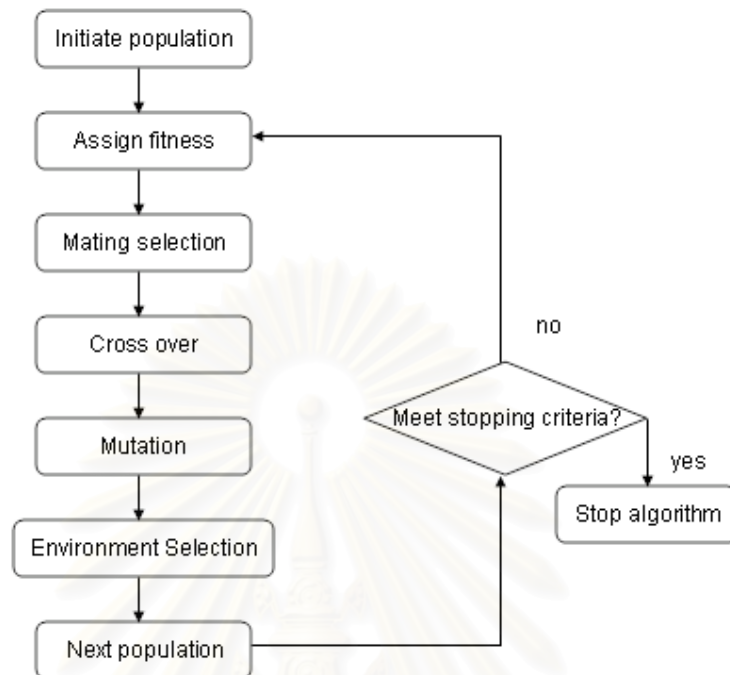 Initiate population
Assign fitness
Mating selection
Cross over
Mutation
Environment Selection
Next population
no
Meet stopping criteria?
yes
Stop algorithm